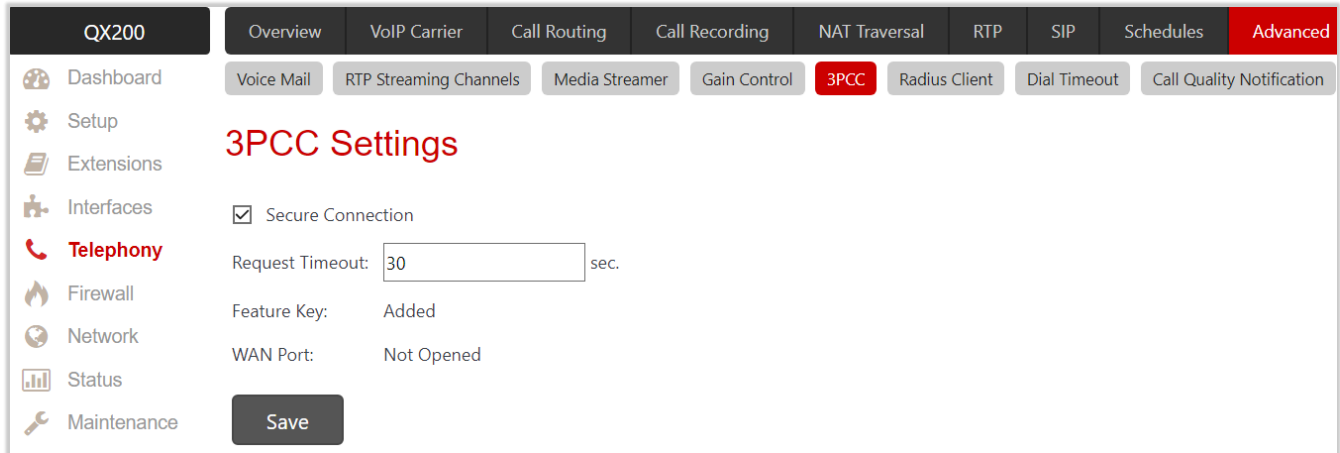 QX200 Overview VoIP Carrier Call Routing Call Recording NAT Traversal RTP SIP Schedules Advanced
Dashboard
Setup
Extensions
Interfaces
Telephony
Firewall
Network
Status
Maintenance
Voice Mail RTP Streaming Channels Media Streamer Gain Control 3PCC Radius Client Dial Timeout Call Quality Notification
3PCC Settings
Secure Connection
Request Timeout: 30 sec.
Feature Key: Added
WAN Port: Not Opened
Save